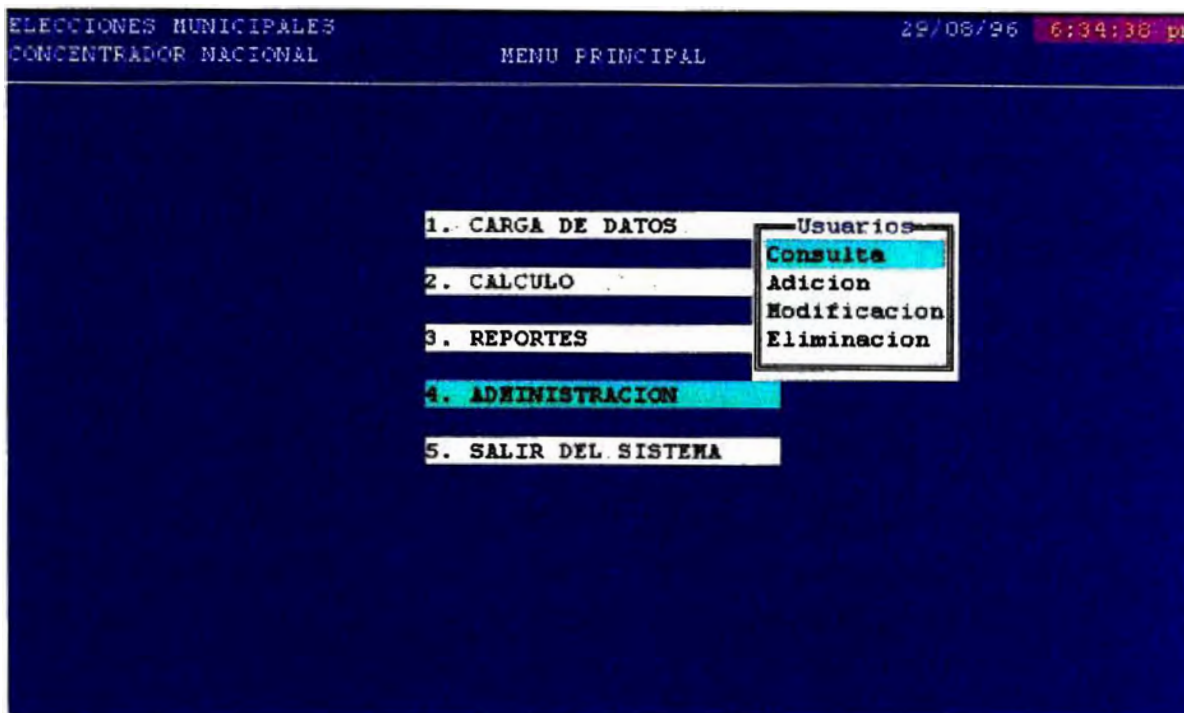 ELECCIONES MUNICIPALES
29/08/96 6:34:38 pm
CONCENTRADOR NACIONAL
MENU PRINCIPAL
1. CARGA DE DATOS
2. CALCULO
3. REPORTES
4. ADMINISTRACION
5. SALIR DEL SISTEMA
Usuarios
Consulta
Adicion
Modificacion
Eliminacion